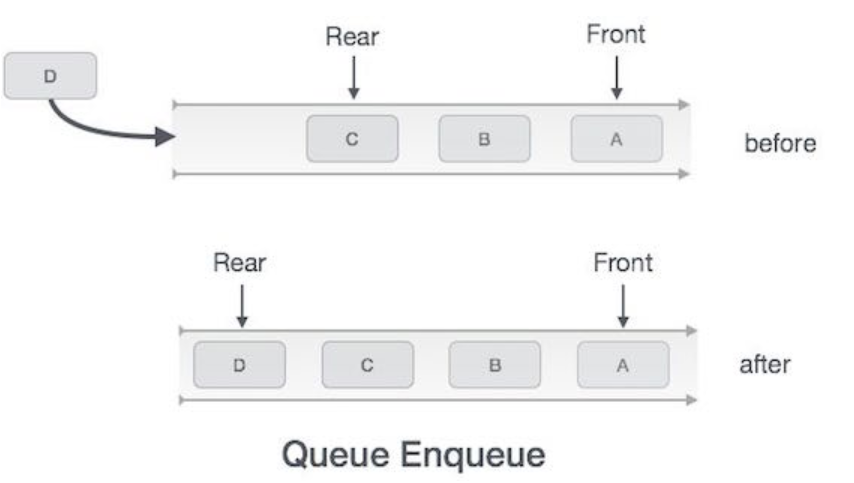 Rear Front
D
C B A
before
Rear Front
D C B A
after
Queue Enqueue